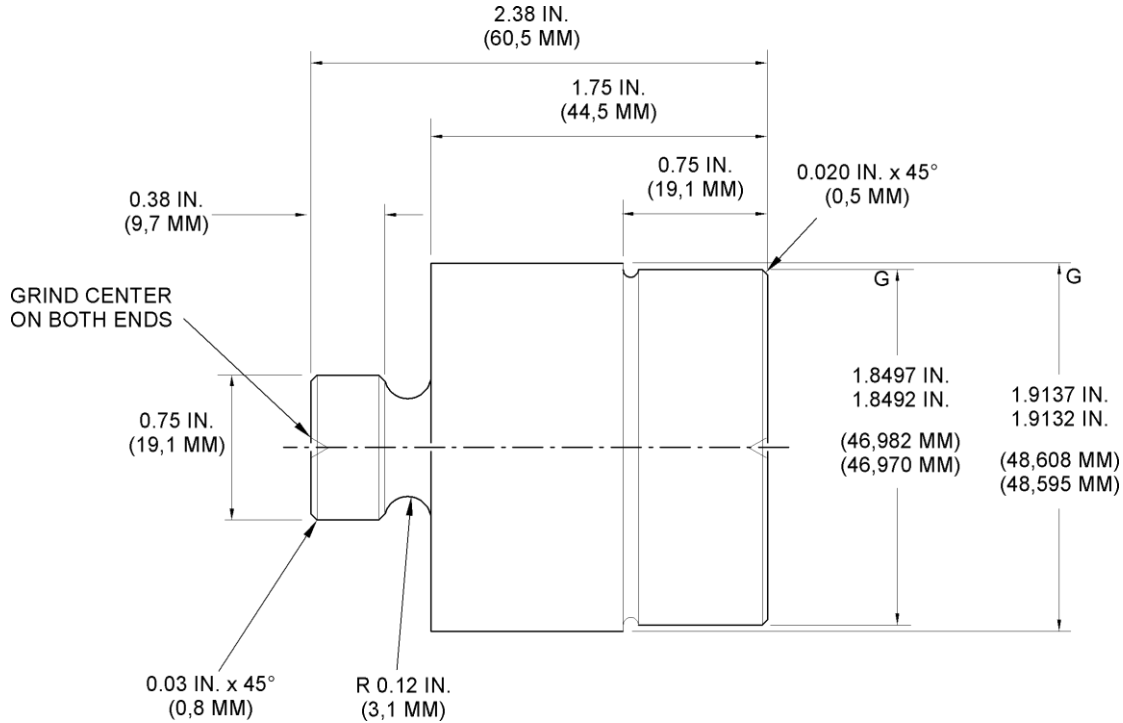 2.38 IN.
(60,5 MM)
1.75 IN.
(44,5 MM)
0.75 IN.
(19,1 MM)
0.020 IN. x 45°
(0,5 MM)
0.38 IN.
(9,7 MM)
GRIND CENTER
ON BOTH ENDS
G
G
0.75 IN.
(19,1 MM)
1.8497 IN.
1.8492 IN.
(46,982 MM)
(46,970 MM)
1.9137 IN.
1.9132 IN.
(48,608 MM)
(48,595 MM)
0.03 IN. x 45°
(0,8 MM)
R 0.12 IN.
(3,1 MM)